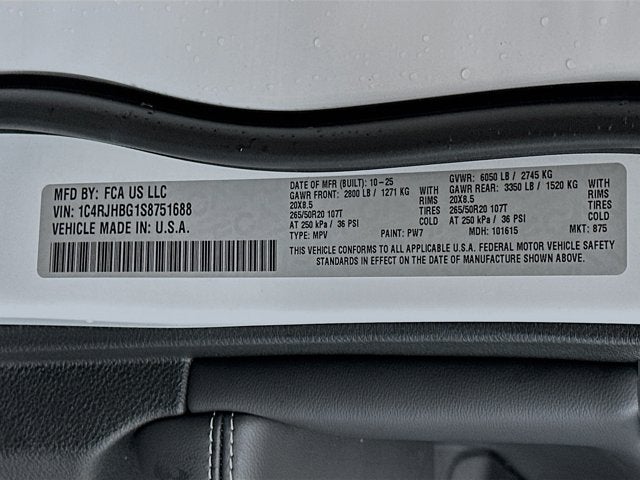 MFD BY: FCA US LLC
VIN: 1C4RJHBG1S8751688
VEHICLE MADE IN: U.S.A.
DATE OF MFR (BUILT): 10-25 GVWR: 6050 LB / 2745 KG
GAWR FRONT: 2800 LB / 1271 KG WITH GAWR REAR: 3350 LB / 1520 KG WITH
20X8.5 RIMS 20X8.5 RIMS
265/50R20 107T TIRES 265/50R20 107T TIRES
AT 250 kPa / 36 PSI COLD AT 250 kPa / 36 PSI COLD
TYPE: MPV PAINT: PW7 MDH: 101615 MKT: 875
THIS VEHICLE CONFORMS TO ALL APPLICABLE U.S.A. FEDERAL MOTOR VEHICLE SAFETY
STANDARDS IN EFFECT ON THE DATE OF MANUFACTURE SHOWN ABOVE.